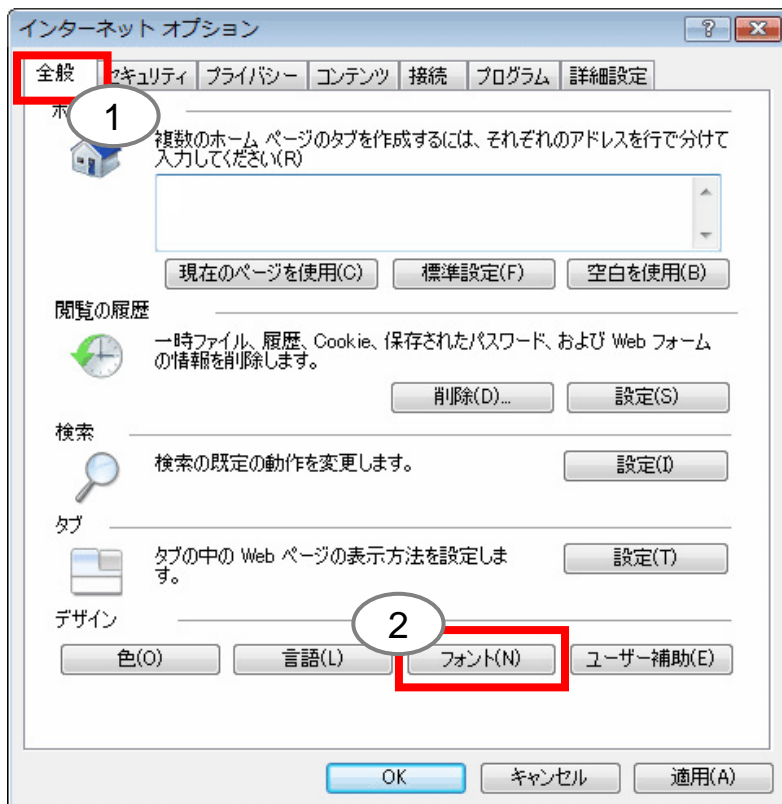 インターネット オプション
全般 セキュリティ プライバシー コンテンツ 接続 プログラム 詳細設定
1
複数のホーム ページのタブを作成するには、それぞれのアドレスを行で分けて
入力してください(R)
現在のページを使用(C) 標準設定(F) 空白を使用(B)
閲覧の履歴
一時ファイル、履歴、Cookie、保存されたパスワード、および Web フォーム
の情報を削除します。
削除(D)... 設定(S)
検索
検索の既定の動作を変更します。 設定(I)
タブ
タブの中の Web ページの表示方法を設定しま
す。
設定(T)
デザイン
2
色(O) 言語(L) フォント(N) ユーザー補助(E)
OK キャンセル 適用(A)